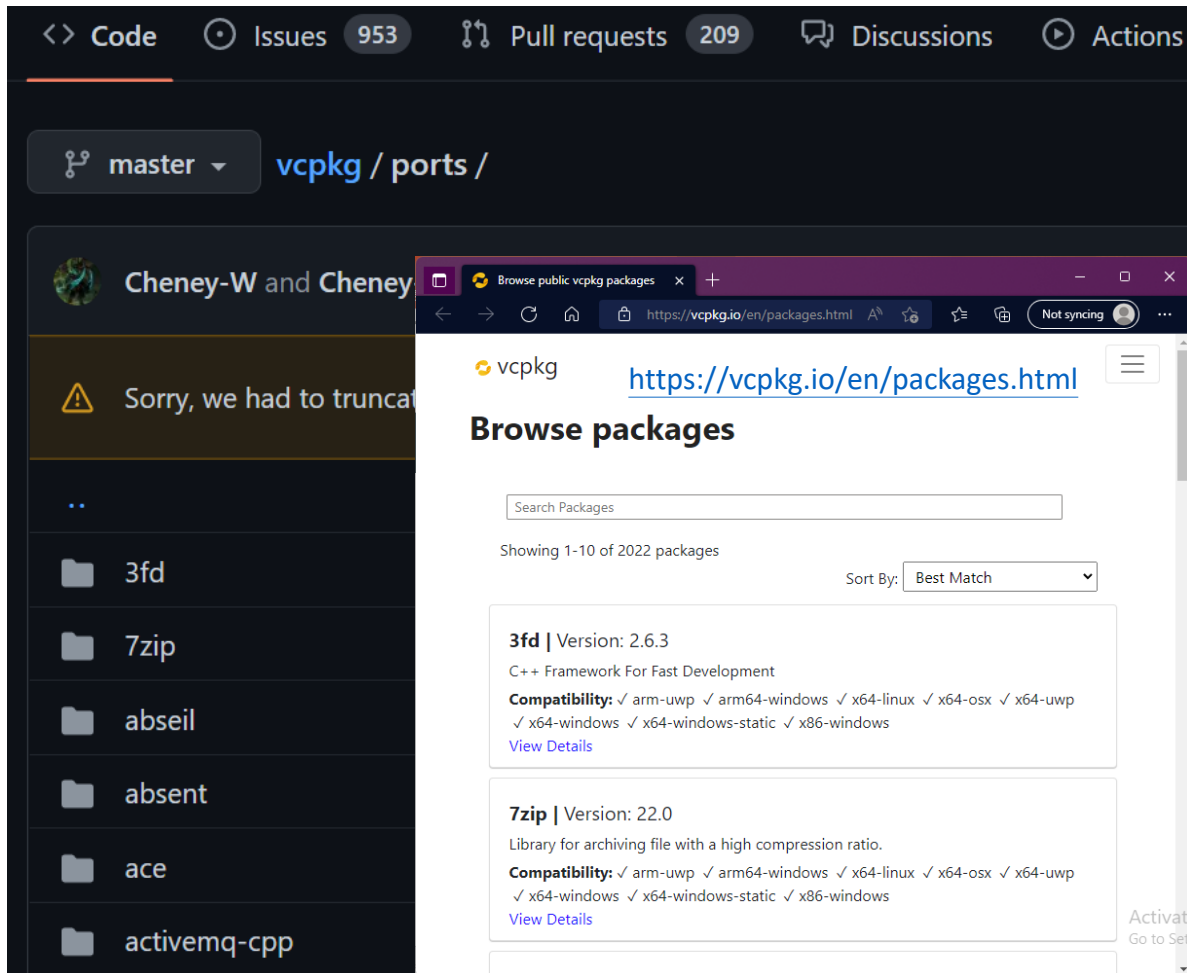 <> Code Issues 953 Pull requests 209 Discussions Actions
master vcpkg / ports /
Cheney-W and Cheney-
Sorry, we had to truncat
..
3fd
7zip
abseil
absent
ace
activemq-cpp
Browse public vcpkg packages
https://vcpkg.io/en/packages.html Not syncing
vcpkg
https://vcpkg.io/en/packages.html
Browse packages
Search Packages
Showing 1-10 of 2022 packages
Sort By: Best Match
3fd | Version: 2.6.3
C++ Framework For Fast Development
Compatibility: ✓ arm-uwp ✓ arm64-windows ✓ x64-linux ✓ x64-osx ✓ x64-uwp
✓ x64-windows ✓ x64-windows-static ✓ x86-windows
View Details
7zip | Version: 22.0
Library for archiving file with a high compression ratio.
Compatibility: ✓ arm-uwp ✓ arm64-windows ✓ x64-linux ✓ x64-osx ✓ x64-uwp
✓ x64-windows ✓ x64-windows-static ✓ x86-windows
View Details
Activat
Go to Set